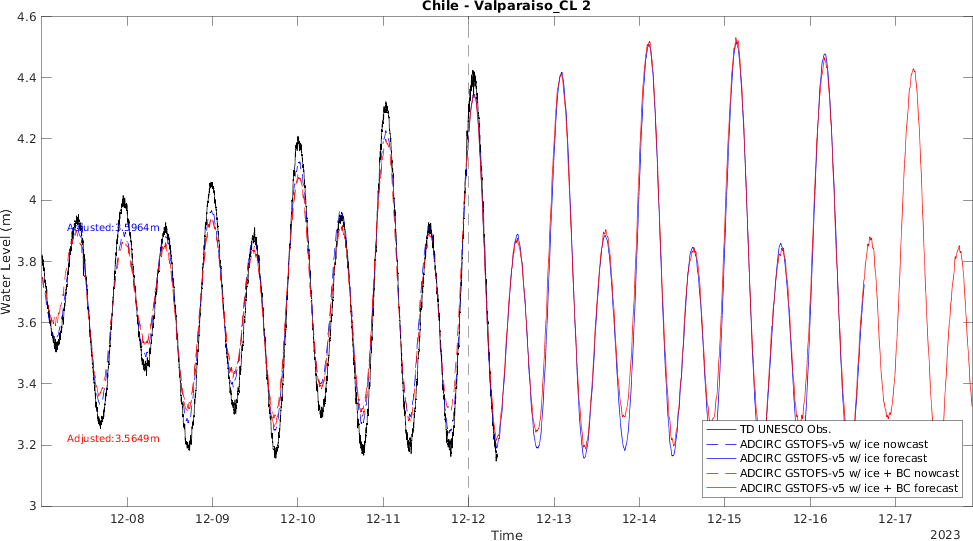 Chile - Valparaiso_CL 2
4.6
4.4
4.2
4
3.8
3.6
3.4
3.2
3
Water Level (m)
Adjusted:3.5964m
Adjusted:3.5649m
TD UNESCO Obs.
ADCIRC GSTOFS-v5 w/ ice nowcast
ADCIRC GSTOFS-v5 w/ ice forecast
ADCIRC GSTOFS-v5 w/ ice + BC nowcast
ADCIRC GSTOFS-v5 w/ ice + BC forecast
12-08 12-09 12-10 12-11 12-12 12-13 12-14 12-15 12-16 12-17
Time
2023